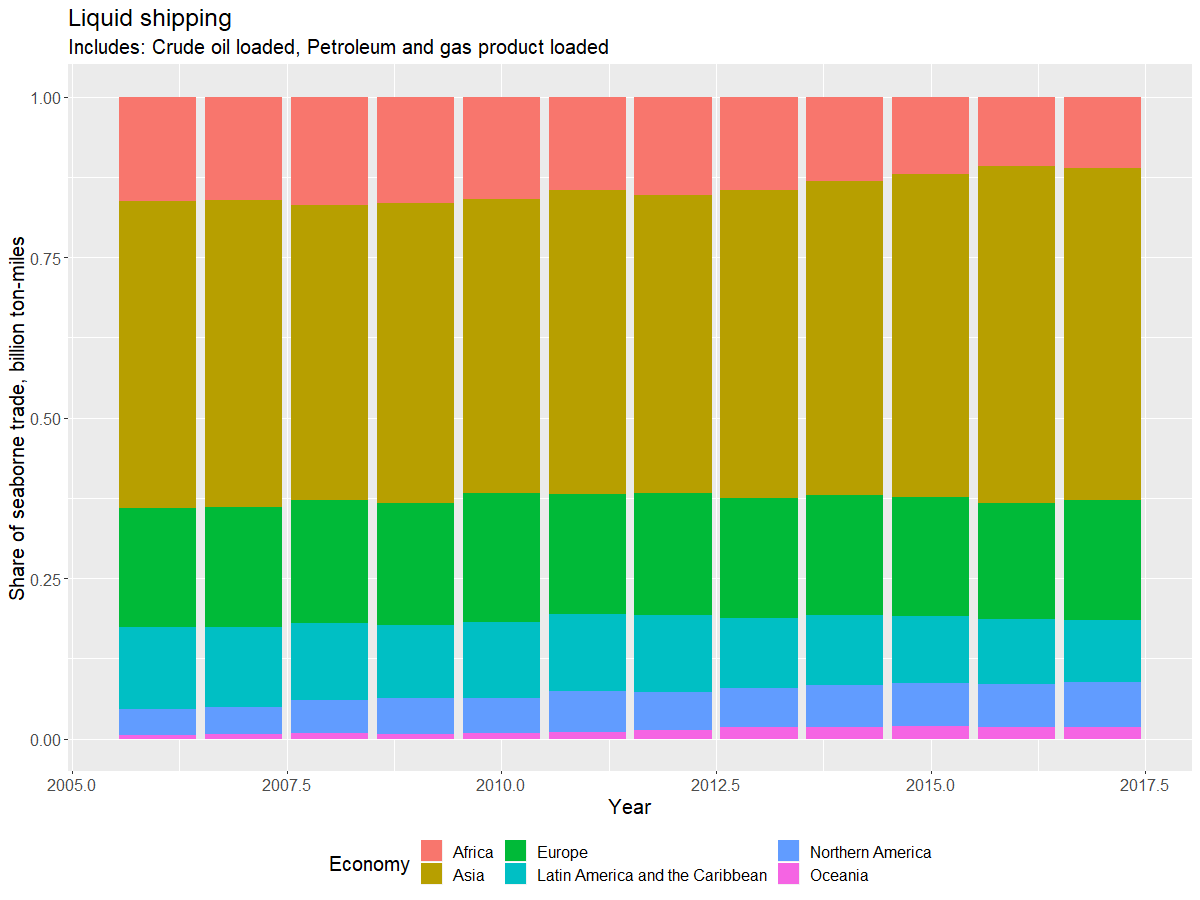 Liquid shipping
Includes: Crude oil loaded, Petroleum and gas product loaded
Share of seaborne trade, billion ton-miles
1.00
0.75
0.50
0.25
0.00
2005.0 2007.5 2010.0 2012.5 2015.0 2017.5
Year
Economy
Africa Europe Northern America
Asia Latin America and the Caribbean Oceania